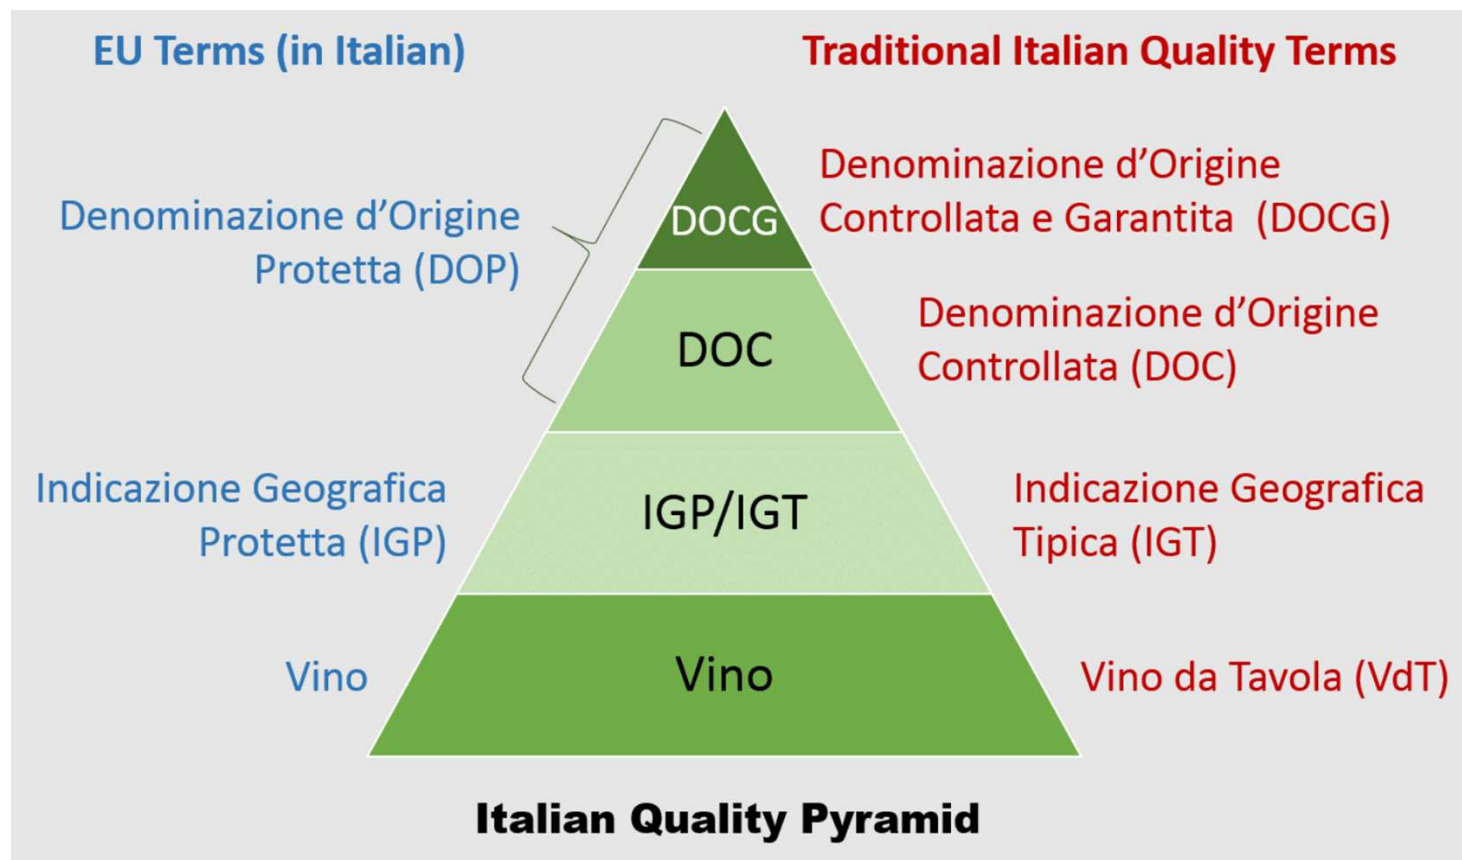 EU Terms (in Italian)
Traditional Italian Quality Terms
Denominazione d’Origine
Protetta (DOP)
DOCG
Denominazione d’Origine
Controllata e Garantita (DOCG)
DOC
Denominazione d’Origine
Controllata (DOC)
Indicazione Geografica
Protetta (IGP)
IGP/IGT
Indicazione Geografica
Tipica (IGT)
Vino
Vino
Vino da Tavola (VdT)
Italian Quality Pyramid